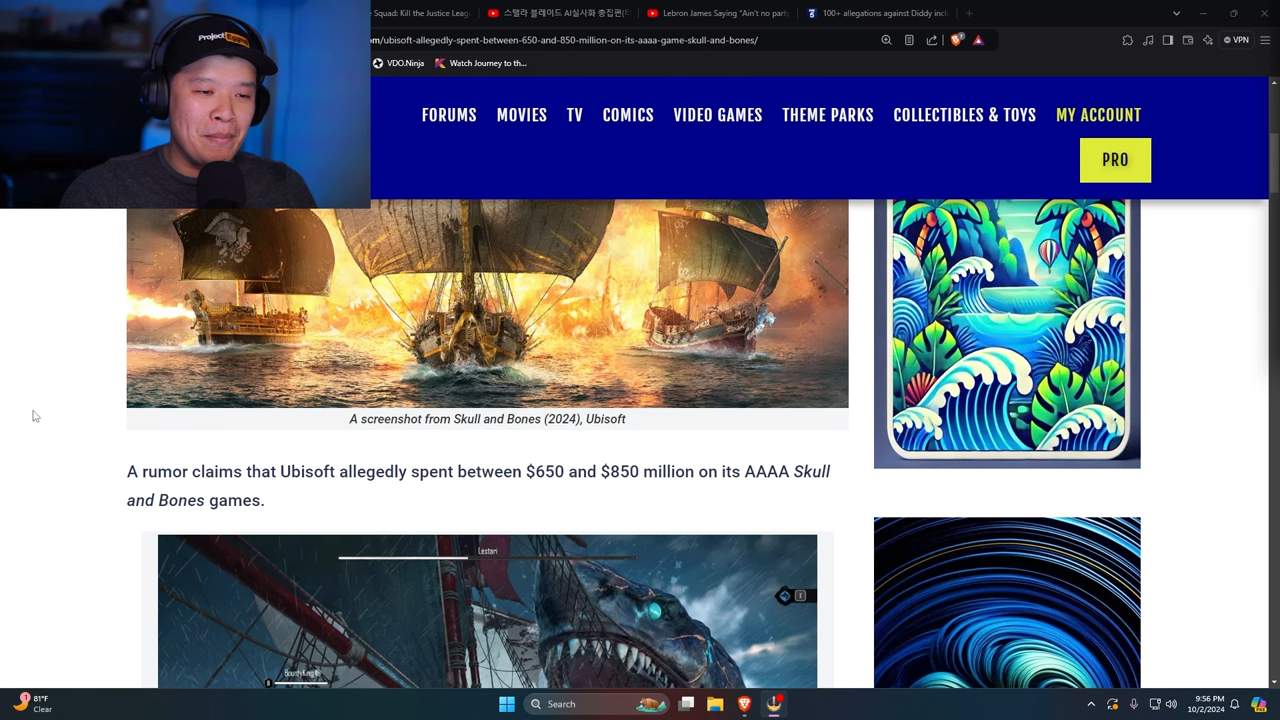 Squad: Kill the Justice Leag
스텔라 블레이드 AI실사화 총집편(ㅌ
Lebron James Saying "Ain't no party
100+ allegations against Diddy incl
om/ubisoft-allegedly-spent-between-650-and-850-million-on-its-aaaa-game-skull-and-bones/
VPN
VDO.Ninja
Watch Journey to th...
Project
FORUMS MOVIES TV COMICS VIDEO GAMES THEME PARKS COLLECTIBLES & TOYS MY ACCOUNT
PRO
A screenshot from Skull and Bones (2024), Ubisoft
A rumor claims that Ubisoft allegedly spent between $650 and $850 million on its AAAA Skull
and Bones games.
Lestari
1
81°F
Clear
Search
9:56 PM
10/2/2024